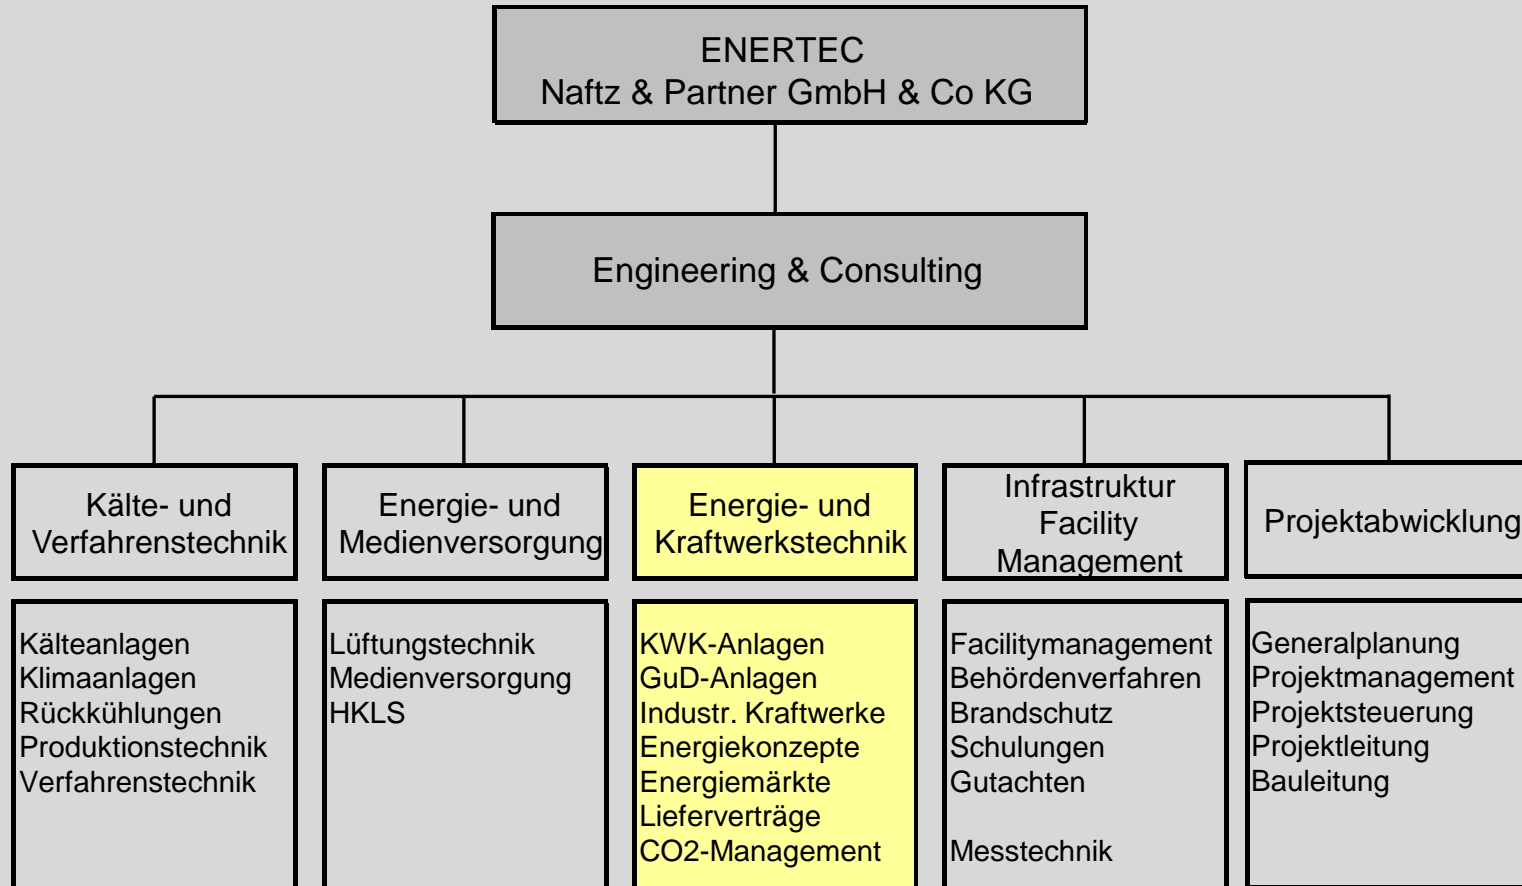 ENERTEC
Naftz & Partner GmbH & Co KG
Engineering & Consulting
Kälte- und
Verfahrenstechnik
Energie- und
Medienversorgung
Energie- und
Kraftwerkstechnik
Infrastruktur
Facility
Management
Projektabwicklung
Kälteanlagen
Klimaanlagen
Rückkühlungen
Produktionstechnik
Verfahrenstechnik
Lüftungstechnik
Medienversorgung
HKLS
KWK-Anlagen
GuD-Anlagen
Industr. Kraftwerke
Energiekonzepte
Energiemärkte
Lieferverträge
CO2-Management
Facilitymanagement
Behördenverfahren
Brandschutz
Schulungen
Gutachten
Messtechnik
Generalplanung
Projektmanagement
Projektsteuerung
Projektleitung
Bauleitung